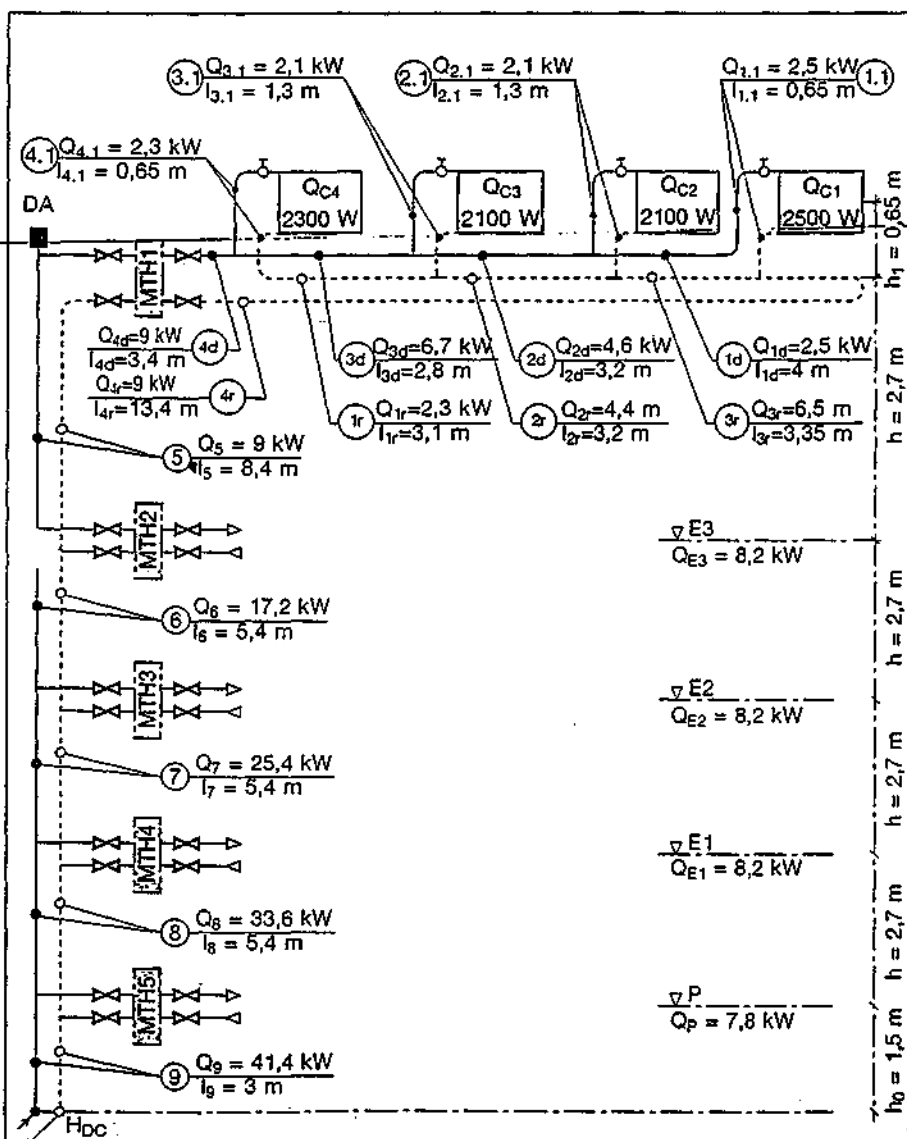 3.1 Q3.1 = 2,1 kW
l3.1 = 1,3 m
2.1 Q2.1 = 2,1 kW
l2.1 = 1,3 m
Q1.1 = 2,5 kW 1.1
l1.1 = 0,65 m
4.1 Q4.1 = 2,3 kW
l4.1 = 0,65 m
DA
QC4
2300 W
QC3
2100 W
QC2
2100 W
QC1
2500 W
h1 = 0,65 m
MTH1
Q4d=9 kW 4d
l4d=3,4 m
Q4r=9 kW 4r
l4r=13,4 m
3d Q3d=6,7 kW
l3d=2,8 m
2d Q2d=4,6 kW
l2d=3,2 m
1d Q1d=2,5 kW
l1d=4 m
1r Q1r=2,3 kW
l1r=3,1 m
2r Q2r=4,4 m
l2r=3,2 m
3r Q3r=6,5 m
l3r=3,35 m
h = 2,7 m
5 Q5 = 9 kW
l5 = 8,4 m
MTH2
E3
QE3 = 8,2 kW
6 Q6 = 17,2 kW
l6 = 5,4 m
h = 2,7 m
MTH3
E2
QE2 = 8,2 kW
7 Q7 = 25,4 kW
l7 = 5,4 m
h = 2,7 m
MTH4
E1
QE1 = 8,2 kW
8 Q8 = 33,6 kW
l8 = 5,4 m
h = 2,7 m
MTH5
P
QP = 7,8 kW
9 Q9 = 41,4 kW
l9 = 3 m
h0 = 1,5 m
HDC